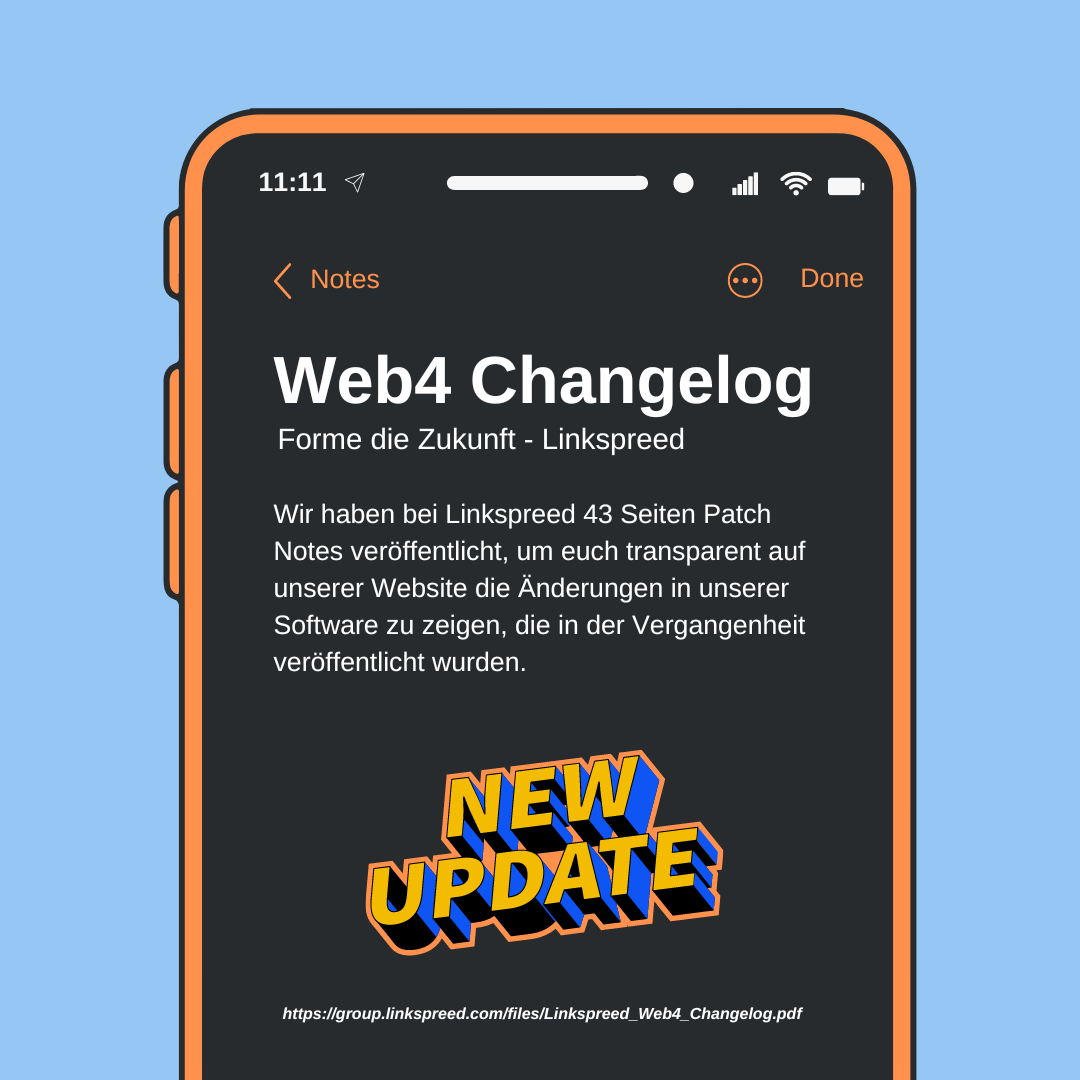 11:11
Notes
Done
Web4 Changelog
Forme die Zukunft - Linkspreed
Wir haben bei Linkspreed 43 Seiten Patch
Notes veröffentlicht, um euch transparent auf
unserer Website die Änderungen in unserer
Software zu zeigen, die in der Vergangenheit
veröffentlicht wurden.
NEW
UPDATE
https://group.linkspreed.com/files/Linkspreed_Web4_Changelog.pdf